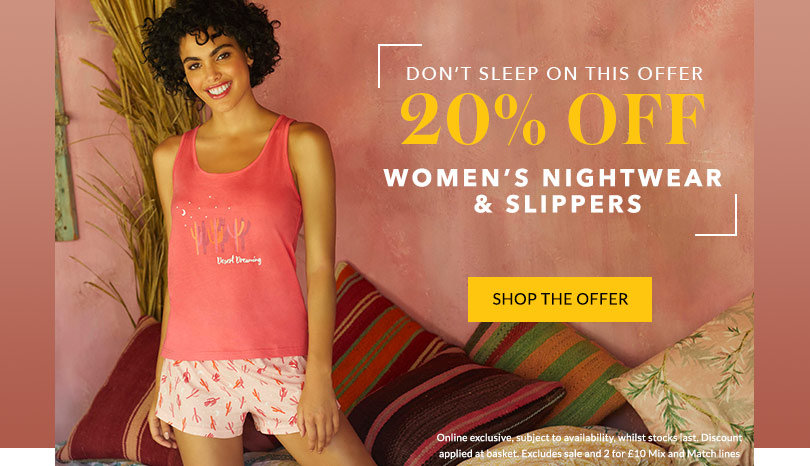 DON'T SLEEP ON THIS OFFER
20% OFF
WOMEN'S NIGHTWEAR
& SLIPPERS
Desert Dreaming
SHOP THE OFFER
Online exclusive, subject to availability, whilst stocks last. Discount
applied at basket. Excludes sale and 2 for £10 Mix and Match lines